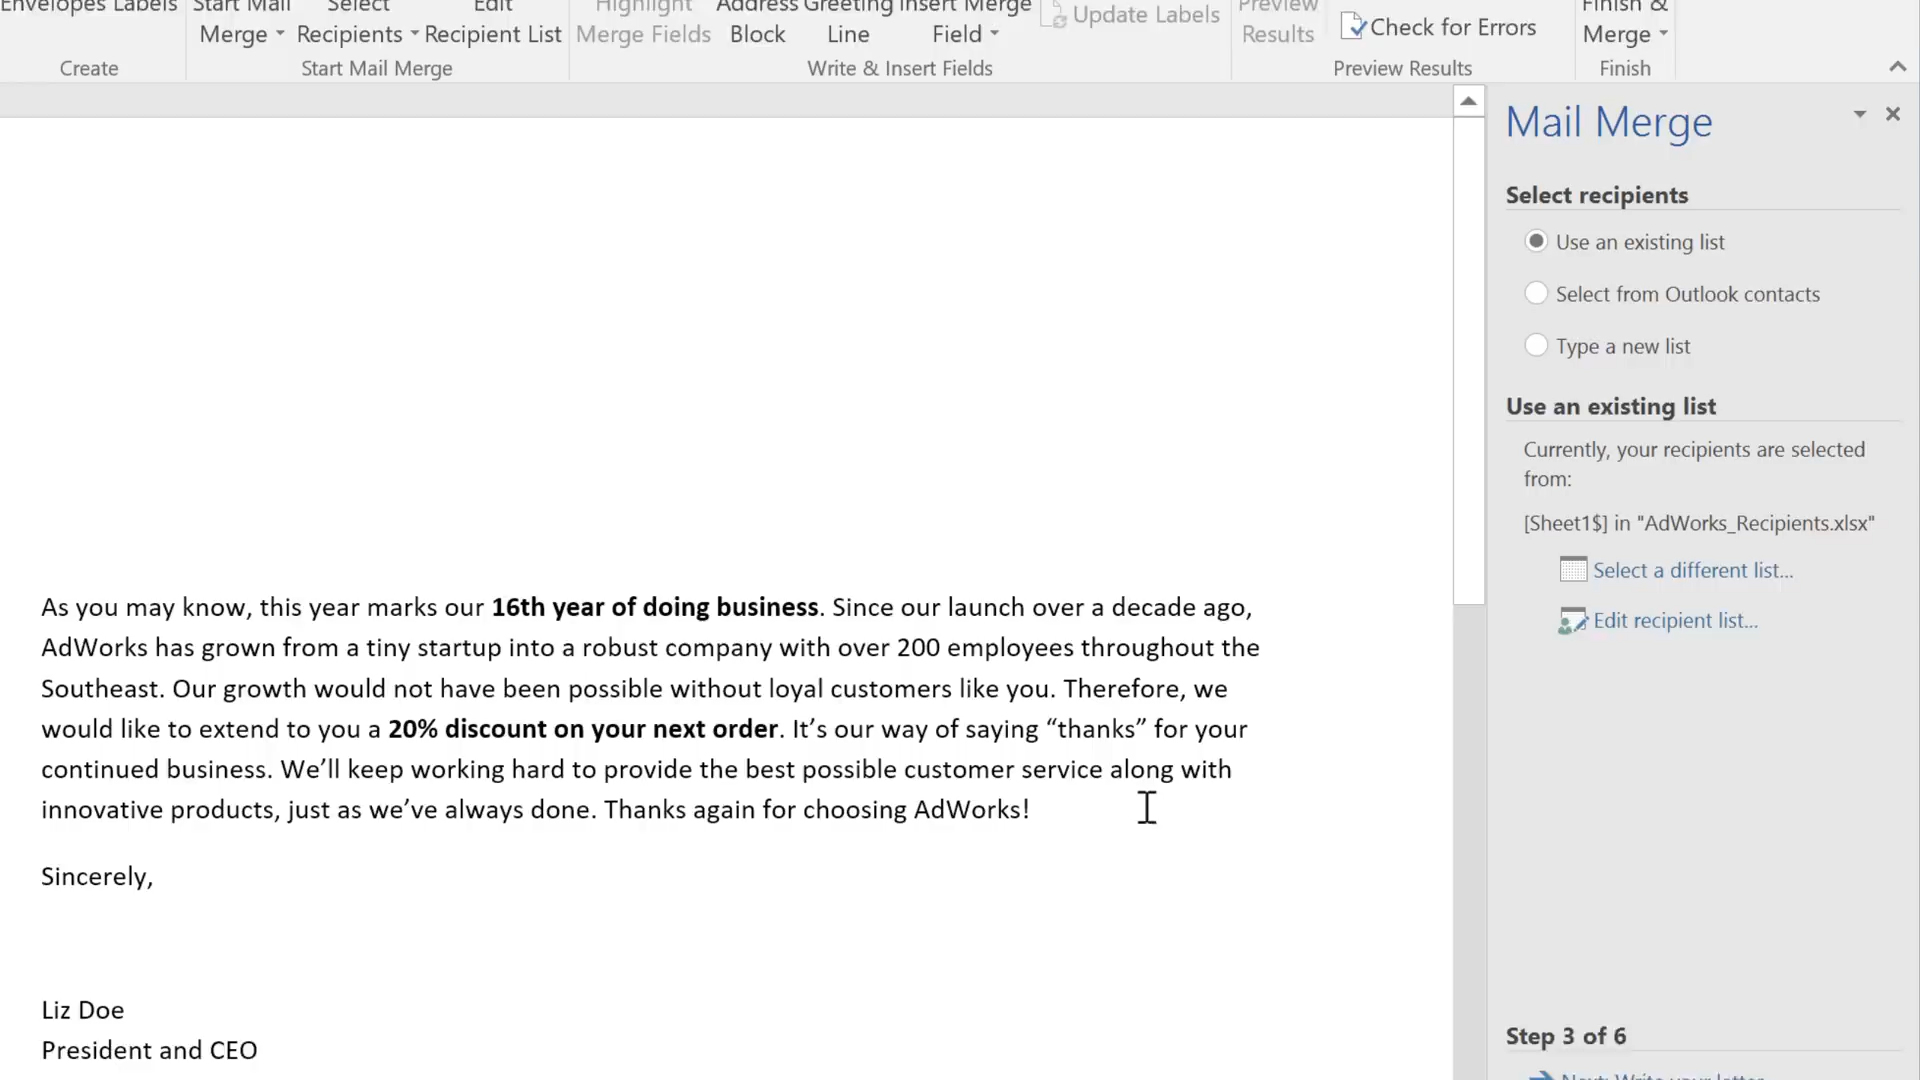 Envelopes Labels
Start Mail Merge
Select Recipients
Edit Recipient List
Highlight Merge Fields
Address Block
Greeting Line
Insert Merge Field
Update Labels
Preview Results
Check for Errors
Finish & Merge
Create
Start Mail Merge
Write & Insert Fields
Preview Results
Finish
As you may know, this year marks our 16th year of doing business. Since our launch over a decade ago,
AdWorks has grown from a tiny startup into a robust company with over 200 employees throughout the
Southeast. Our growth would not have been possible without loyal customers like you. Therefore, we
would like to extend to you a 20% discount on your next order. It’s our way of saying “thanks” for your
continued business. We’ll keep working hard to provide the best possible customer service along with
innovative products, just as we’ve always done. Thanks again for choosing AdWorks!
Sincerely,
Liz Doe
President and CEO
Mail Merge
Select recipients
Use an existing list
Select from Outlook contacts
Type a new list
Use an existing list
Currently, your recipients are selected
from:
[Sheet1$] in "AdWorks_Recipients.xlsx"
Select a different list...
Edit recipient list...
Step 3 of 6
Next: Write your letter